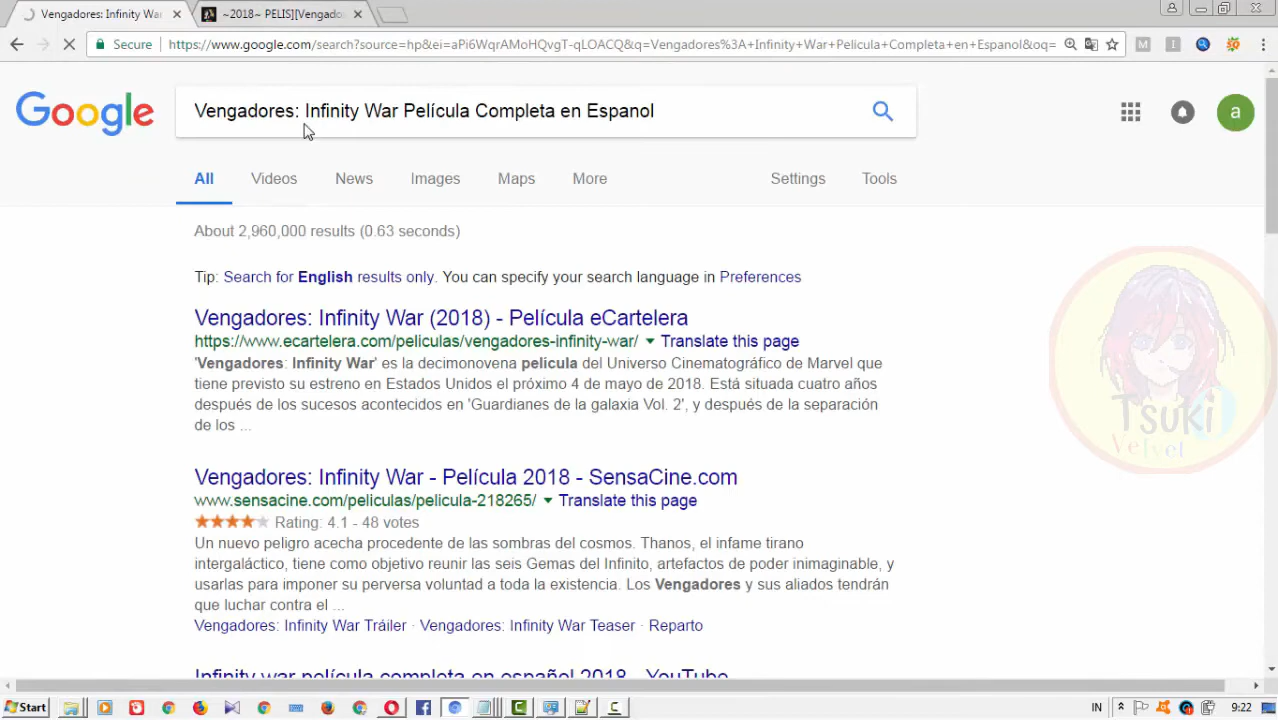 Vengadores: Infinity Wa
~2018~ PELIS][Vengado
Secure
https://www.google.com/search?source=hp&ei=aPi6WqrAMoHQvgT-qLOACQ&q=Vengadores%3A+Infinity+War+Pelicula+Completa+en+Espanol&oq=
Google
Vengadores: Infinity War Película Completa en Espanol
a
All Videos News Images Maps More Settings Tools
About 2,960,000 results (0.63 seconds)
Tip: Search for English results only. You can specify your search language in Preferences
Vengadores: Infinity War (2018) - Película eCartelera
https://www.ecartelera.com/peliculas/vengadores-infinity-war/ Translate this page
'Vengadores: Infinity War' es la decimonovena película del Universo Cinematográfico de Marvel que
tiene previsto su estreno en Estados Unidos el próximo 4 de mayo de 2018. Está situada cuatro años
después de los sucesos acontecidos en 'Guardianes de la galaxia Vol. 2', y después de la separación
de los ...
Tsuki
Velvet
Vengadores: Infinity War - Película 2018 - SensaCine.com
www.sensacine.com/peliculas/pelicula-218265/ Translate this page
Rating: 4.1 - 48 votes
Un nuevo peligro acecha procedente de las sombras del cosmos. Thanos, el infame tirano
intergaláctico, tiene como objetivo reunir las seis Gemas del Infinito, artefactos de poder inimaginable, y
usarlas para imponer su perversa voluntad a toda la existencia. Los Vengadores y sus aliados tendrán
que luchar contra el ...
Vengadores: Infinity War Tráiler · Vengadores: Infinity War Teaser · Reparto
Infinity war película completa en español 2018 - YouTube
Start
IN
9:22